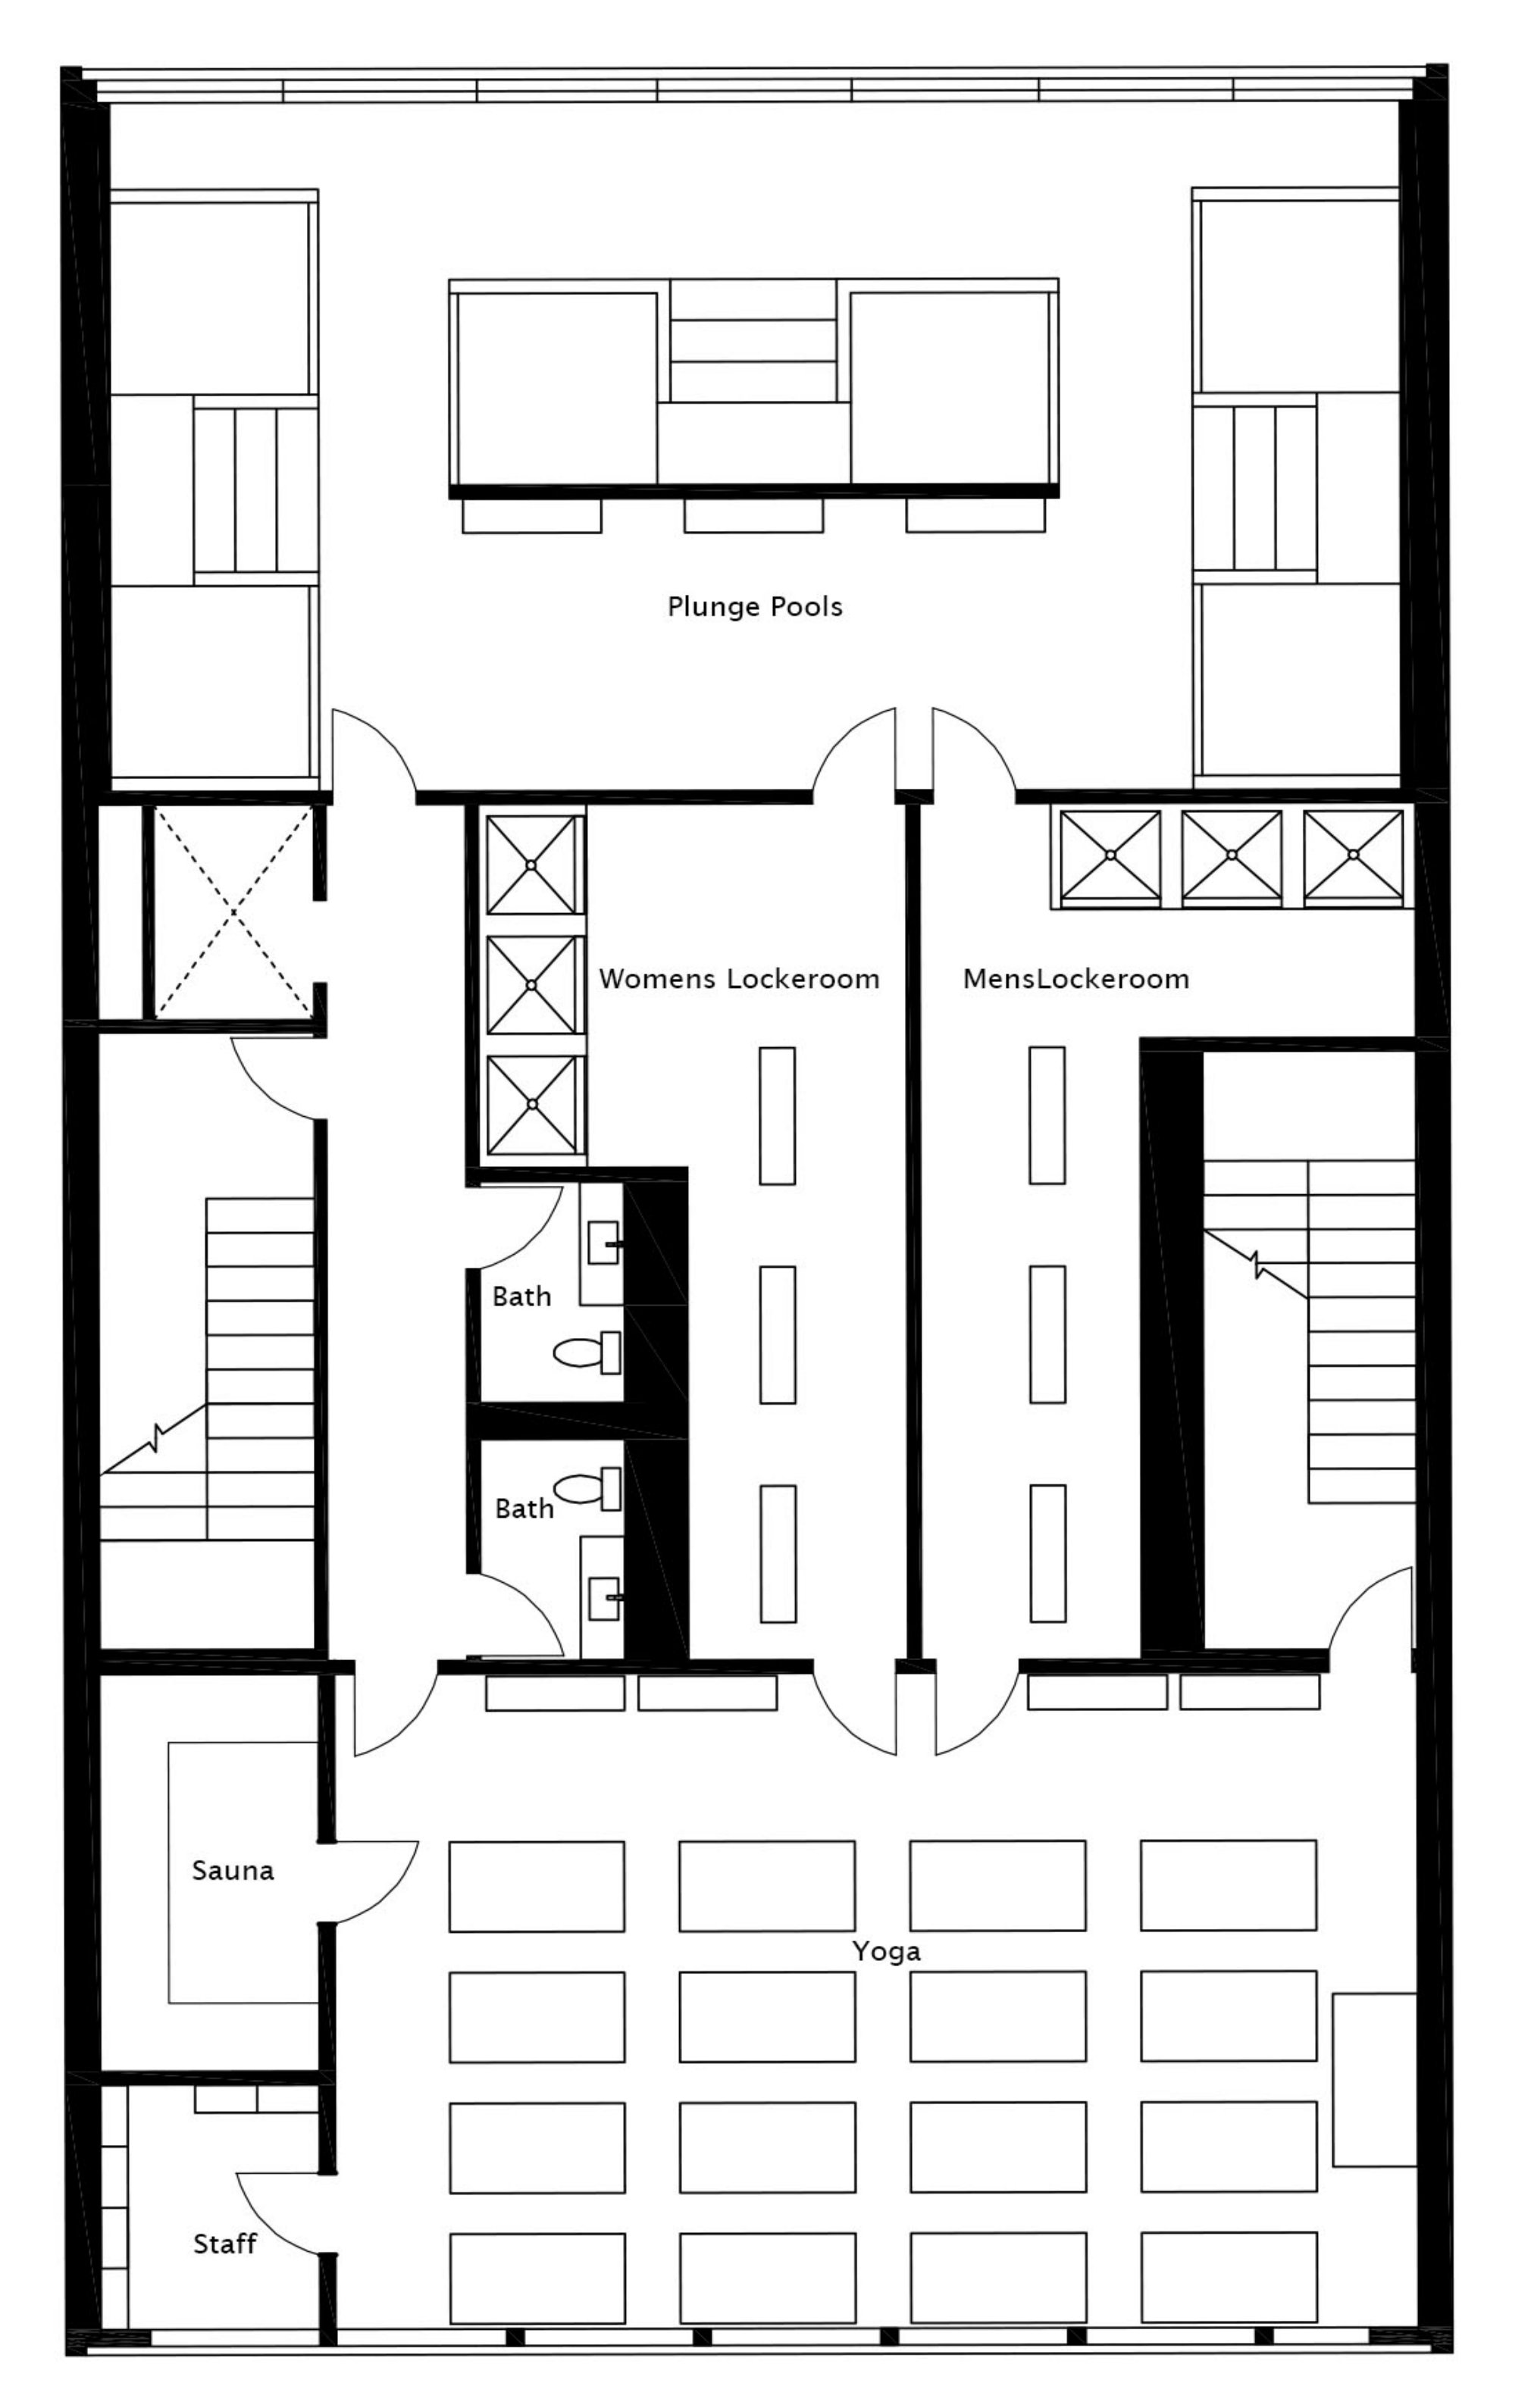 Plunge Pools
Womens Lockeroom
MensLockeroom
Bath
Bath
Sauna
Yoga
Staff